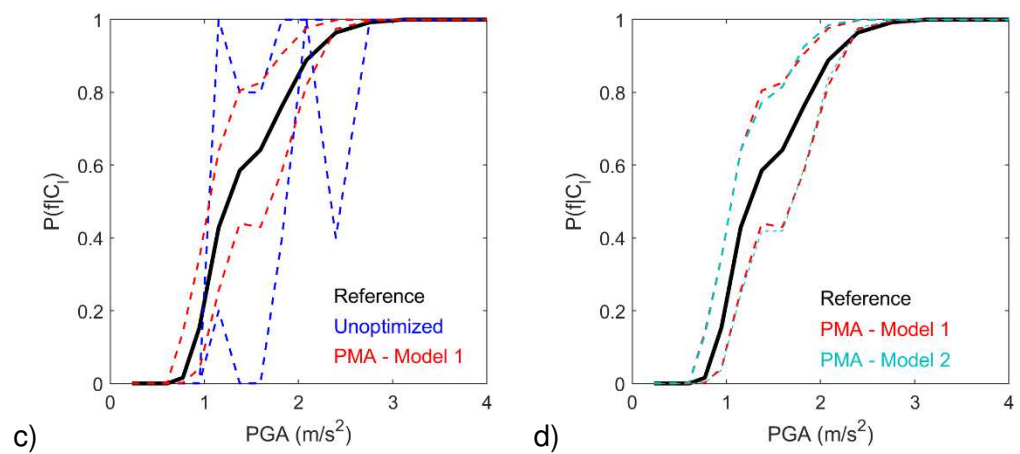 1
0.8
0.6
0.4
0.2
0
P(f|C_l)
Reference
Unoptimized
PMA - Model 1
0 1 2 3 4
PGA (m/s²)
c)
1
0.8
0.6
0.4
0.2
0
P(f|C_l)
Reference
PMA - Model 1
PMA - Model 2
0 1 2 3 4
PGA (m/s²)
d)